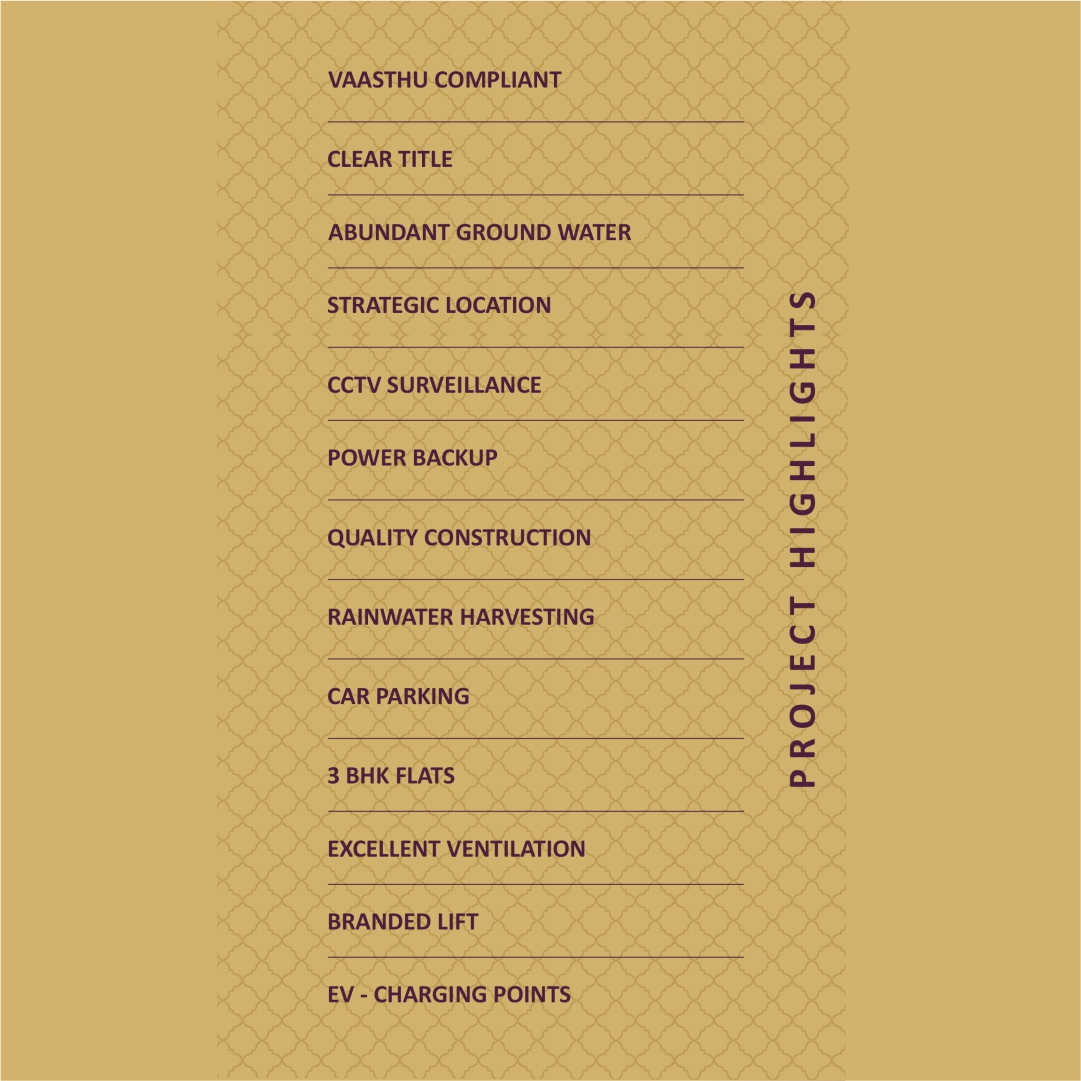 VAASTHU COMPLIANT
CLEAR TITLE
ABUNDANT GROUND WATER
STRATEGIC LOCATION
CCTV SURVEILLANCE
POWER BACKUP
QUALITY CONSTRUCTION
RAINWATER HARVESTING
CAR PARKING
3 BHK FLATS
EXCELLENT VENTILATION
BRANDED LIFT
EV - CHARGING POINTS
PROJECT HIGHLIGHTS